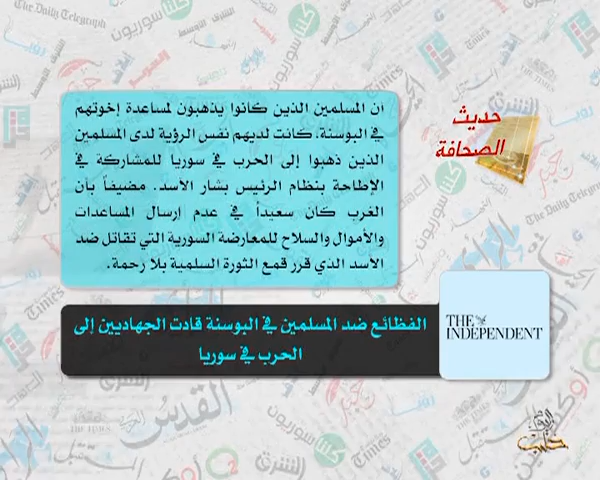 حديث
الصحافة
ان المسلمين الذين كانوا يذهبون لمساعدة إخوتهم
في البوسنة، كانت لديهم نفس الرؤية لدى المسلمين
الذين ذهبوا إلى الحرب في سوريا للمشاركة في
الإطاحة بنظام الرئيس بشار الأسد. مضيفاً بأن
الغرب كان سعيداً في عدم إرسال المساعدات
والأموال والسلاح للمعارضة السورية التي تقاتل ضد
الأسد الذي قرر قمع الثورة السلمية بلا رحمة.
الفظائع ضد المسلمين في البوسنة قادت الجهاديين إلى
الحرب في سوريا
THE
INDEPENDENT